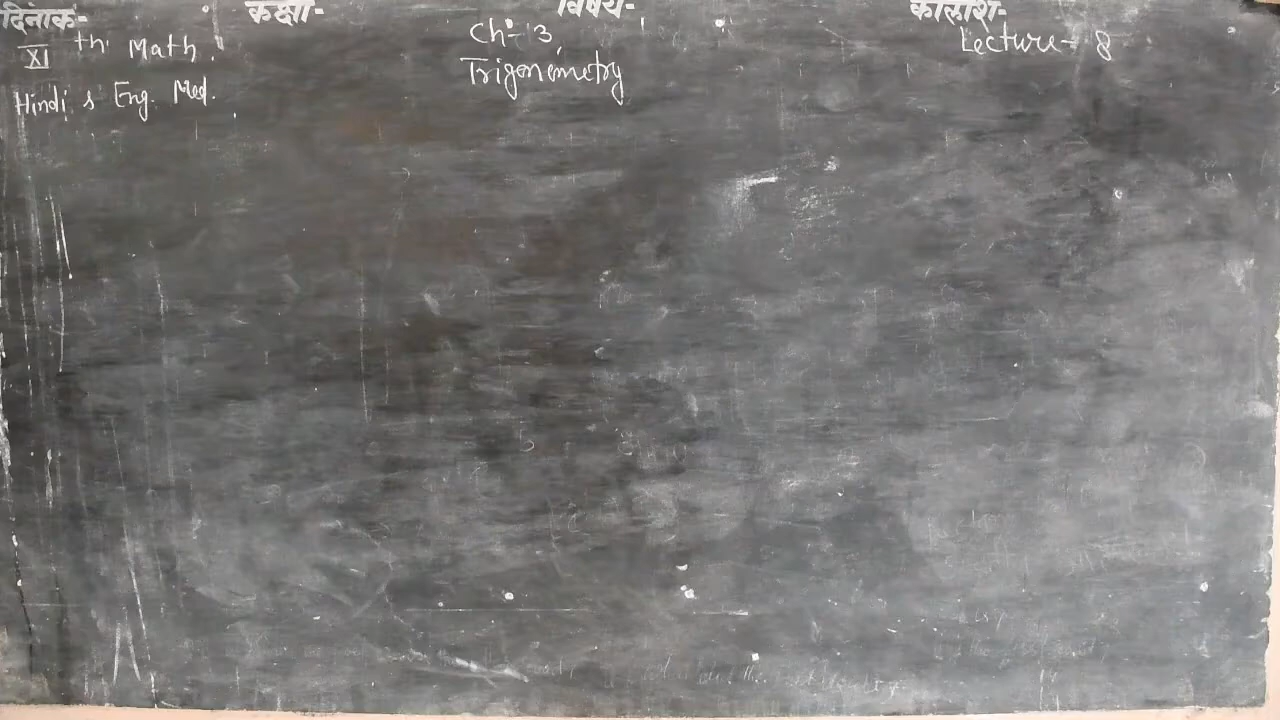 दिनांक- कक्षा- विषय- कालांश-
XI th Math. Ch- 3, Lecture- 8
Trigonometry
Hindi & Eng. Med.